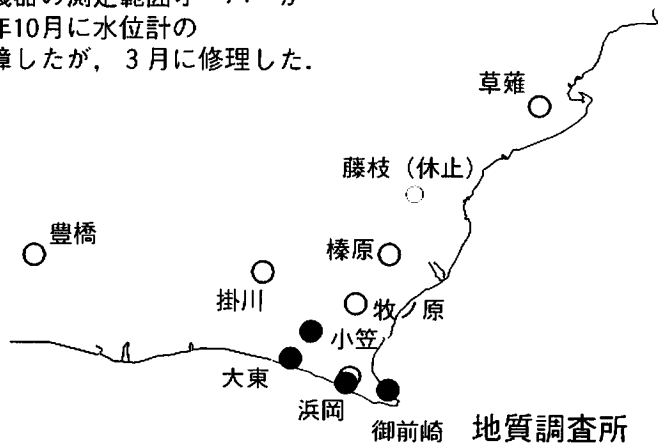 年10月に水位計の
障したが，3月に修理した．
草薙
藤枝（休止）
豊橋
榛原
掛川
牧ノ原
小笠
大東
浜岡
御前崎
地質調査所